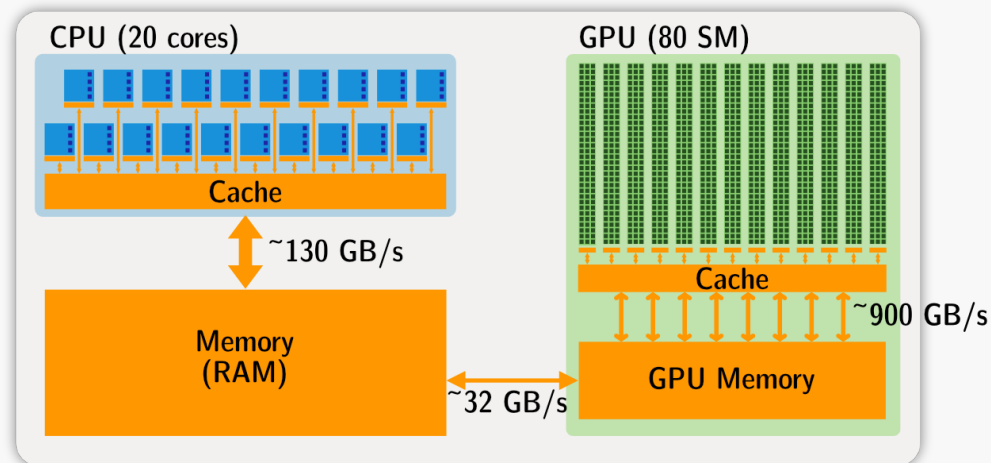 CPU (20 cores)
GPU (80 SM)
Cache
~130 GB/s
Cache
~900 GB/s
Memory
(RAM)
GPU Memory
~32 GB/s